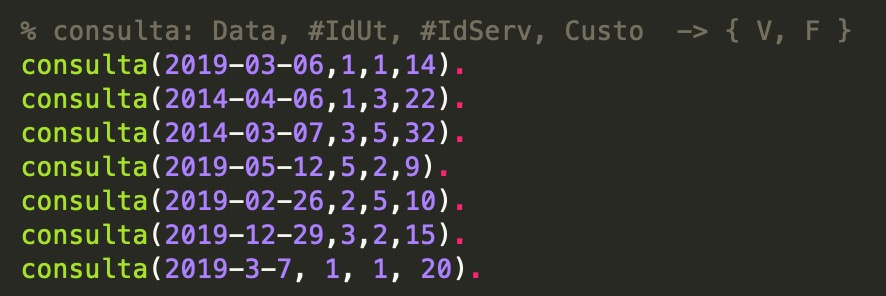 % consulta: Data, #IdUt, #IdServ, Custo  -> { V, F }
consulta(2019-03-06,1,1,14).
consulta(2014-04-06,1,3,22).
consulta(2014-03-07,3,5,32).
consulta(2019-05-12,5,2,9).
consulta(2019-02-26,2,5,10).
consulta(2019-12-29,3,2,15).
consulta(2019-3-7, 1, 1, 20).